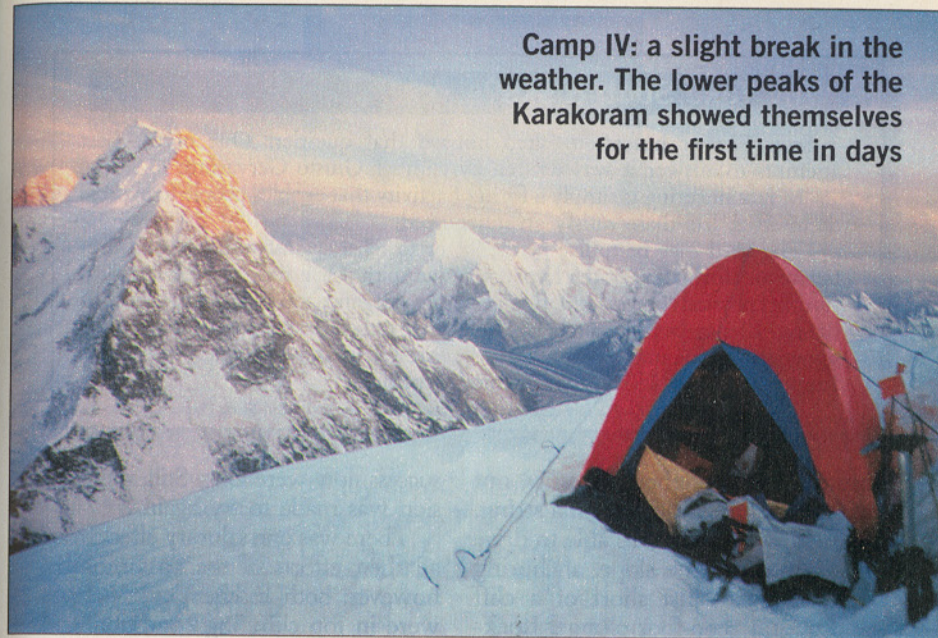 Camp IV: a slight break in the
weather. The lower peaks of the
Karakoram showed themselves
for the first time in days